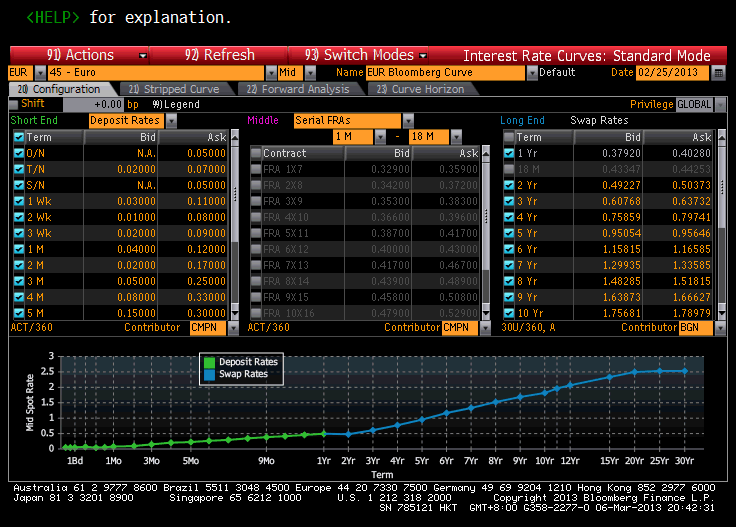 <HELP> for explanation.
91) Actions 92) Refresh 93) Switch Modes Interest Rate Curves: Standard Mode
EUR 45 - Euro Mid Name EUR Bloomberg Curve Default Date 02/25/2013
20) Configuration 21) Stripped Curve 22) Forward Analysis 23) Curve Horizon
Shift +0.00 bp 99) Legend Privilege GLOBAL
Short End Deposit Rates Middle Serial FRAs Long End Swap Rates
1 M - 18 M
Term Bid Ask Contract Bid Ask Term Bid Ask
O/N N.A. 0.05000 FRA 1X7 0.32900 0.35900 1 Yr 0.37920 0.40280
T/N 0.02000 0.07000 FRA 2X8 0.34200 0.37200 18 M 0.43347 0.44253
S/N N.A. 0.05000 FRA 3X9 0.35300 0.38300 2 Yr 0.49227 0.50373
1 Wk 0.03000 0.11000 FRA 4X10 0.36600 0.39600 3 Yr 0.60768 0.63732
2 Wk 0.01000 0.08000 FRA 5X11 0.38700 0.41700 4 Yr 0.75859 0.79741
3 Wk 0.02000 0.09000 FRA 6X12 0.40000 0.43000 5 Yr 0.95054 0.95646
1 M 0.04000 0.12000 FRA 7X13 0.41700 0.46700 6 Yr 1.15815 1.16585
2 M 0.02000 0.17000 FRA 8X14 0.43900 0.48900 7 Yr 1.29935 1.33585
3 M 0.05000 0.25000 FRA 9X15 0.45800 0.50800 8 Yr 1.48285 1.51815
4 M 0.08000 0.33000 FRA 10X16 0.47900 0.52900 9 Yr 1.63873 1.66627
5 M 0.15000 0.30000 10 Yr 1.75681 1.78979
ACT/360 Contributor CMPN ACT/360 Contributor CMPN 30U/360, A Contributor BGN
Deposit Rates
Swap Rates
Mid Spot Rate
3
2.5
2
1.5
1
0.5
0
1Bd 1Mo 3Mo 5Mo 9Mo 1Yr 2Yr 3Yr 4Yr 5Yr 6Yr 7Yr 8Yr 9Yr 10Yr 12Yr 15Yr 20Yr 25Yr 30Yr
Term
Australia 61 2 9777 8600 Brazil 5511 3048 4500 Europe 44 20 7330 7500 Germany 49 69 9204 1210 Hong Kong 852 2977 6000
Japan 81 3 3201 8900 Singapore 65 6212 1000 U.S. 1 212 318 2000 Copyright 2013 Bloomberg Finance L.P.
SN 785121 HKT GMT+8:00 G358-2277-0 06-Mar-2013 20:42:31